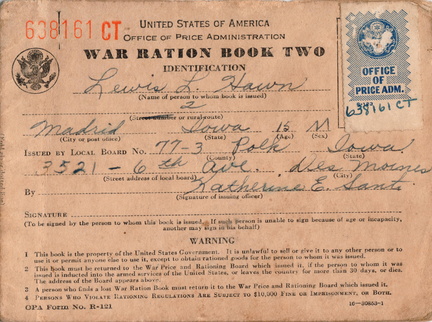 638161 CT
UNITED STATES OF AMERICA
OFFICE OF PRICE ADMINISTRATION
WAR RATION BOOK TWO
IDENTIFICATION
OFFICE
OF
PRICE ADM.
638161 CT
Lewis L. Hawn
(Name of person to whom book is issued)
2
(Street number or rural route)
Madrid Iowa 15 M
(City or post office) (State) (Age) (Sex)
ISSUED BY LOCAL BOARD NO. 77-3 Polk Iowa
(County) (State)
3521 6th Ave. Des Moines
(Street address of local board) (City)
By Katherine E. Santi
(Signature of issuing officer)
SIGNATURE
(To be signed by the person to whom this book is issued. If such person is unable to sign because of age or incapacity, another may sign in his behalf)
WARNING
1 This book is the property of the United States Government. It is unlawful to sell or give it to any other person or to
use it or permit anyone else to use it, except to obtain rationed goods for the person to whom it was issued.
2 This book must be returned to the War Price and Rationing Board which issued it, if the person to whom it was
issued is inducted into the armed services of the United States, or leaves the country for more than 30 days, or dies.
The address of the Board appears above.
3 A person who finds a lost War Ration Book must return it to the War Price and Rationing Board which issued it.
4 PERSONS WHO VIOLATE RATIONING REGULATIONS ARE SUBJECT TO $10,000 FINE OR IMPRISONMENT, OR BOTH.
OPA Form No. R-121
16-30853-1